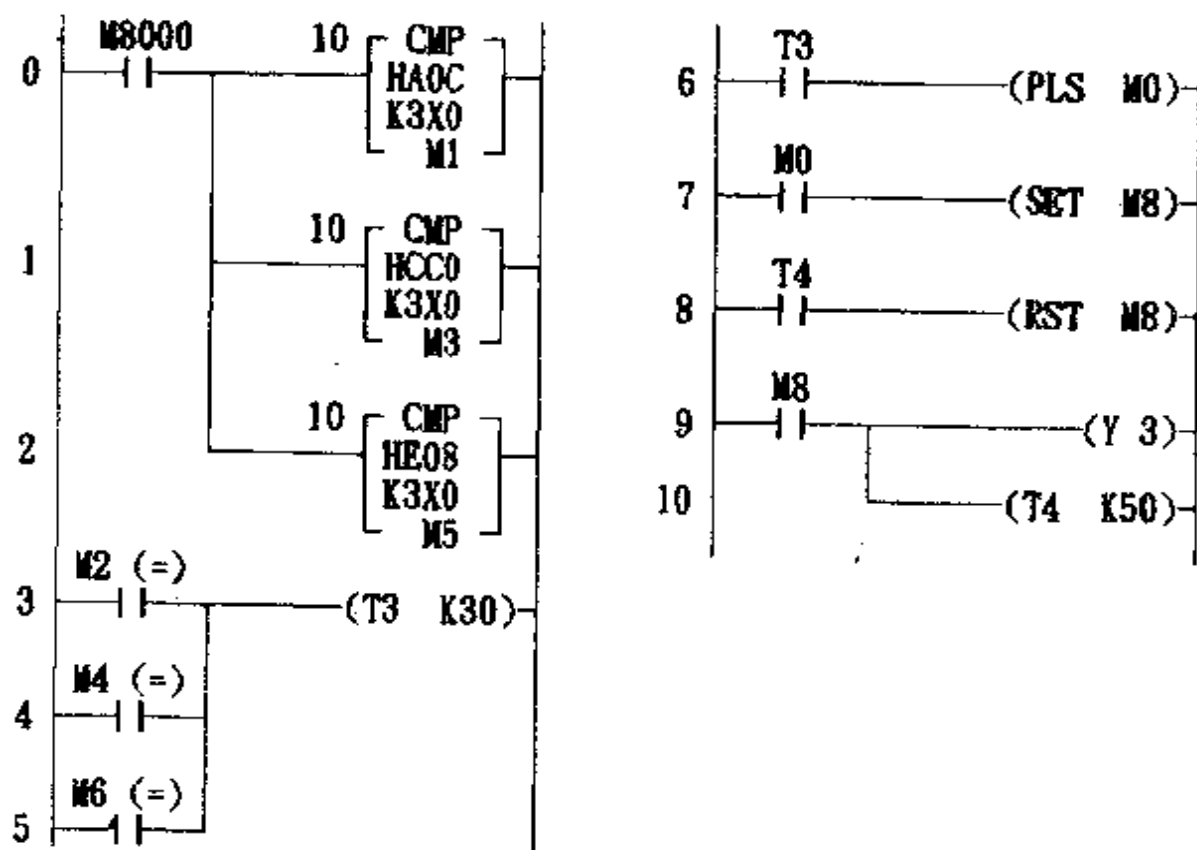 M8000
0
10 CMP
HA0C
K3X0
M1
1
10 CMP
HCC0
K3X0
M3
2
10 CMP
HE08
K3X0
M5
M2 (=)
3
(T3 K30)
M4 (=)
4
M6 (=)
5
T3
6
(PLS M0)
M0
7
(SET M8)
T4
8
(RST M8)
M8
9
(Y 3)
10
(T4 K50)